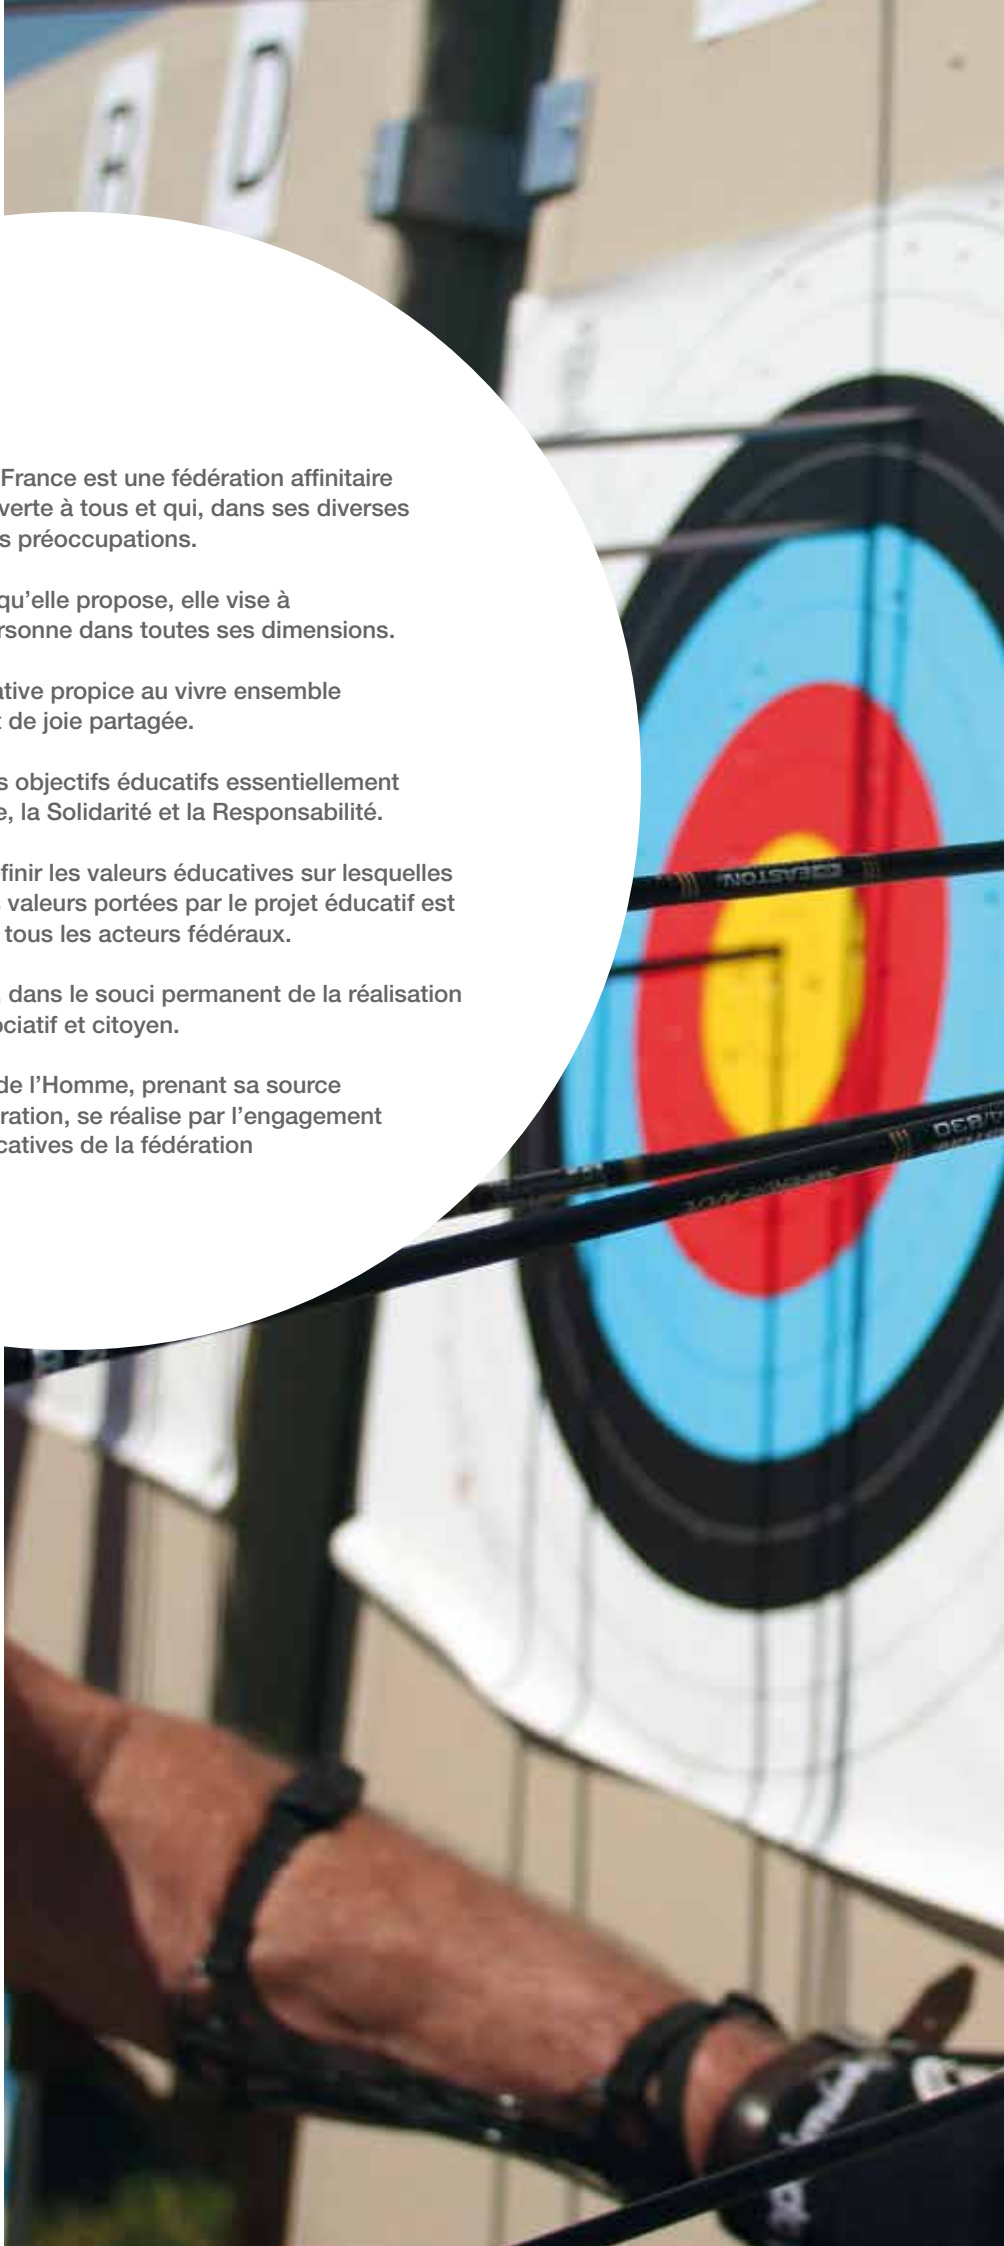 B D
France est une fédération affinitaire
verte à tous et qui, dans ses diverses
s préoccupations.
qu’elle propose, elle vise à
rsonne dans toutes ses dimensions.
ative propice au vivre ensemble
t de joie partagée.
s objectifs éducatifs essentiellement
e, la Solidarité et la Responsabilité.
finir les valeurs éducatives sur lesquelles
s valeurs portées par le projet éducatif est
tous les acteurs fédéraux.
, dans le souci permanent de la réalisation
ociatif et citoyen.
de l’Homme, prenant sa source
ération, se réalise par l’engagement
catives de la fédération
EASTON
830